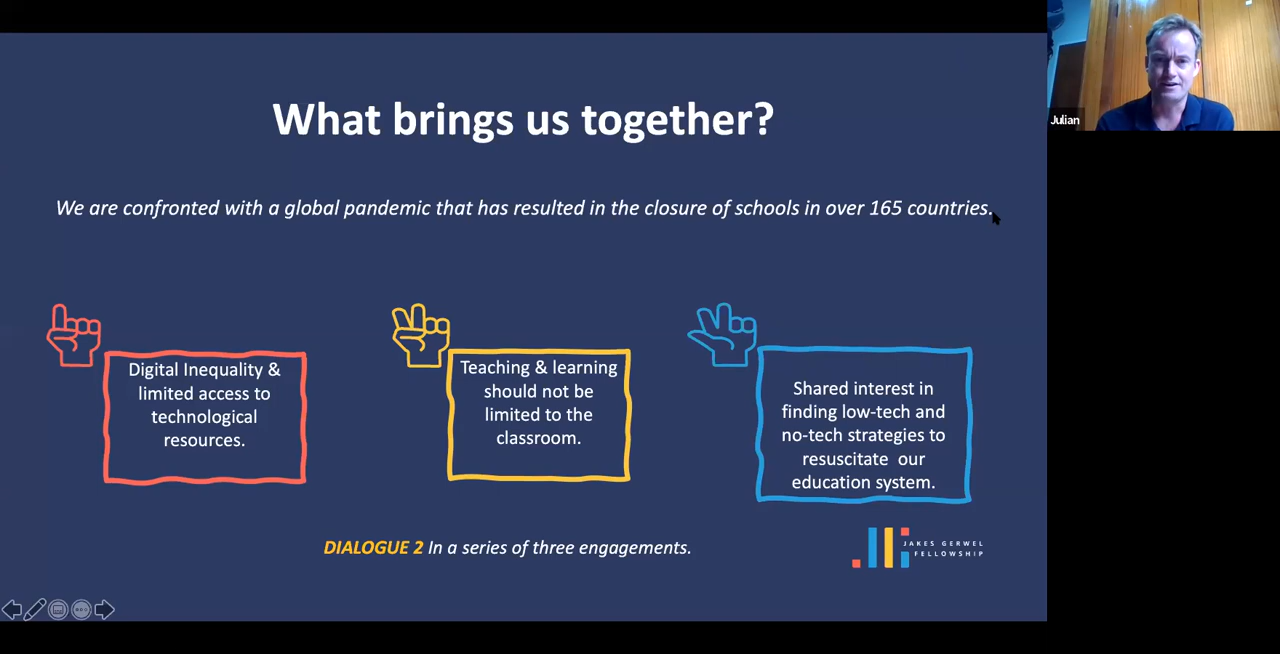 What brings us together?
Julian
We are confronted with a global pandemic that has resulted in the closure of schools in over 165 countries.
Digital Inequality &
limited access to
technological
resources.
Teaching & learning
should not be
limited to the
classroom.
Shared interest in
finding low-tech and
no-tech strategies to
resuscitate our
education system.
DIALOGUE 2 In a series of three engagements.
JAKES GERWEL
FELLOWSHIP